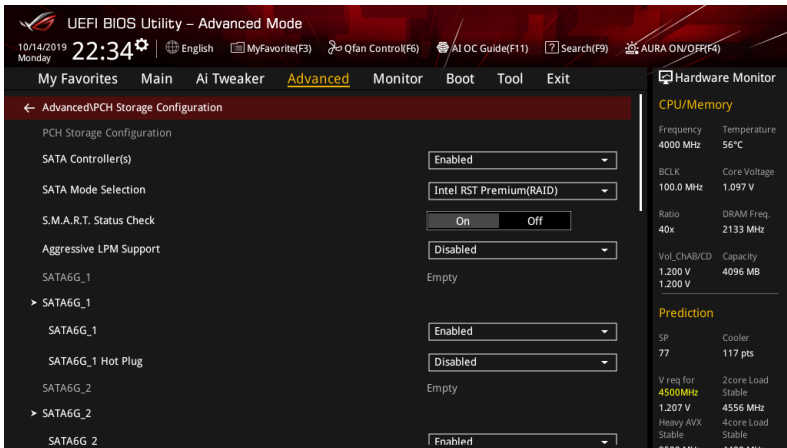 UEFI BIOS Utility – Advanced Mode
10/14/2019 Monday 22:34 English MyFavorite(F3) Qfan Control(F6) AI OC Guide(F11) Search(F9) AURA ON/OFF(F4)
My Favorites Main Ai Tweaker Advanced Monitor Boot Tool Exit
← Advanced\PCH Storage Configuration
PCH Storage Configuration
SATA Controller(s) Enabled
SATA Mode Selection Intel RST Premium(RAID)
S.M.A.R.T. Status Check On Off
Aggressive LPM Support Disabled
SATA6G_1 Empty
> SATA6G_1
SATA6G_1 Enabled
SATA6G_1 Hot Plug Disabled
SATA6G_2 Empty
> SATA6G_2
SATA6G_2 Enabled
Hardware Monitor
CPU/Memory
Frequency Temperature
4000 MHz 56°C
BCLK Core Voltage
100.0 MHz 1.097 V
Ratio DRAM Freq.
40x 2133 MHz
Vol_ChAB/CD Capacity
1.200 V 4096 MB
1.200 V
Prediction
SP Cooler
77 117 pts
V req for 2core Load
4500MHz Stable
1.207 V 4556 MHz
Heavy AVX 4core Load
Stable Stable